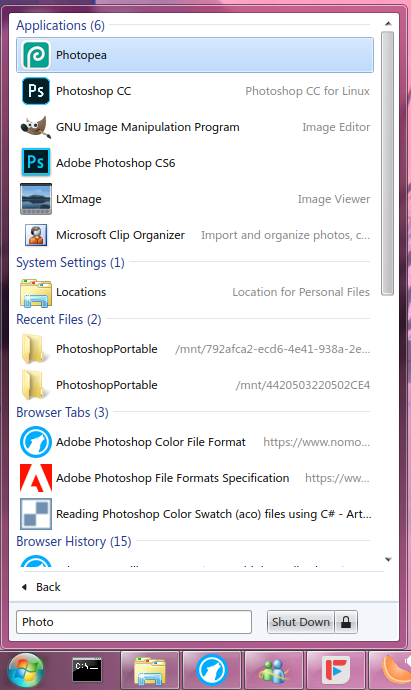 Applications (6)
Photopea
Photoshop CC Photoshop CC for Linux
GNU Image Manipulation Program Image Editor
Adobe Photoshop CS6
LXImage Image Viewer
Microsoft Clip Organizer Import and organize photos, c...
System Settings (1)
Locations Location for Personal Files
Recent Files (2)
PhotoshopPortable /mnt/792afca2-ecd6-4e41-938a-2e...
PhotoshopPortable /mnt/4420503220502CE4
Browser Tabs (3)
Adobe Photoshop Color File Format https://www.nomo...
Adobe Photoshop File Formats Specification https://ww...
Reading Photoshop Color Swatch (aco) files using C# - Art...
Browser History (15)
Back
Photo
Shut Down